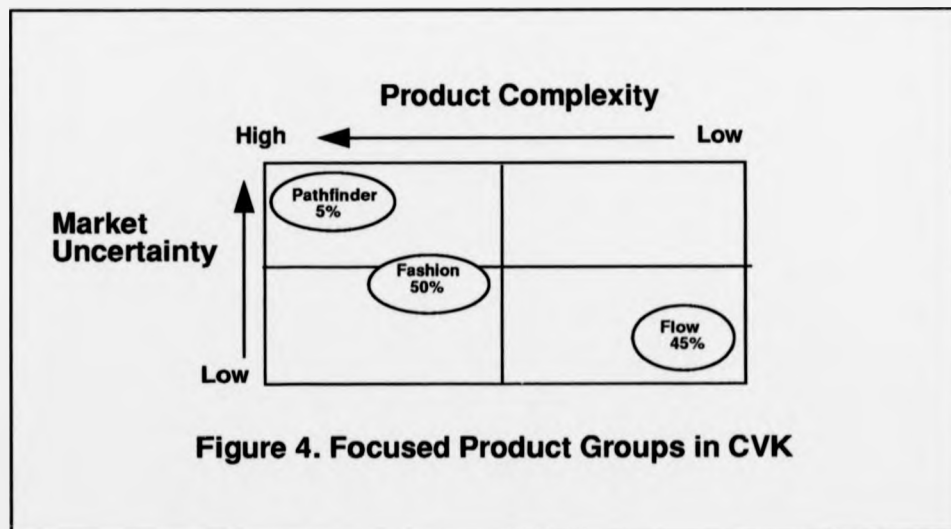 Product Complexity
High
Low
Market
Uncertainty
Low
Pathfinder
5%
Fashion
50%
Flow
45%
Figure 4. Focused Product Groups in CVK